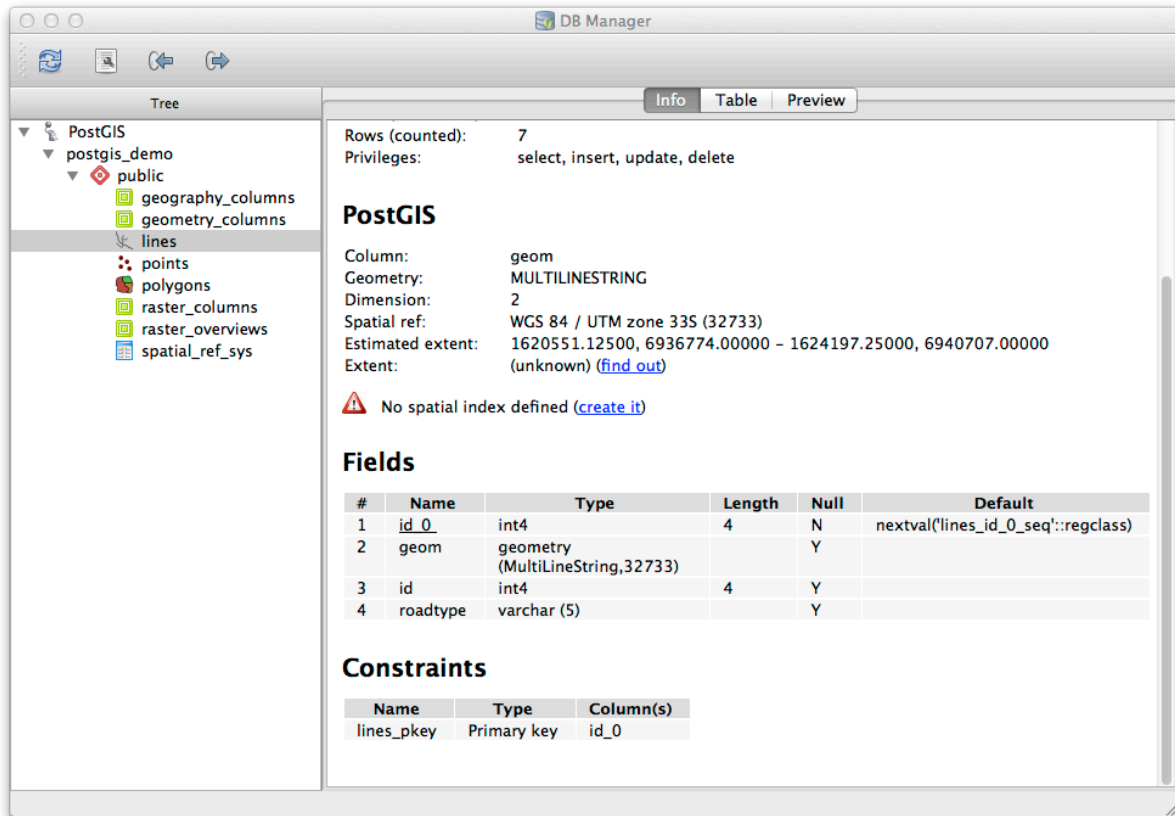 DB Manager
Tree
PostGIS
postgis_demo
public
geography_columns
geometry_columns
lines
points
polygons
raster_columns
raster_overviews
spatial_ref_sys
Info Table Preview
Rows (counted): 7
Privileges: select, insert, update, delete
PostGIS
Column: geom
Geometry: MULTILINESTRING
Dimension: 2
Spatial ref: WGS 84 / UTM zone 33S (32733)
Estimated extent: 1620551.12500, 6936774.00000 - 1624197.25000, 6940707.00000
Extent: (unknown) (find out)
No spatial index defined (create it)
Fields
# Name Type Length Null Default
1 id_0 int4 4 N nextval('lines_id_0_seq'::regclass)
2 geom geometry Y
(MultiLineString,32733)
3 id int4 4 Y
4 roadtype varchar (5) Y
Constraints
Name Type Column(s)
lines_pkey Primary key id_0